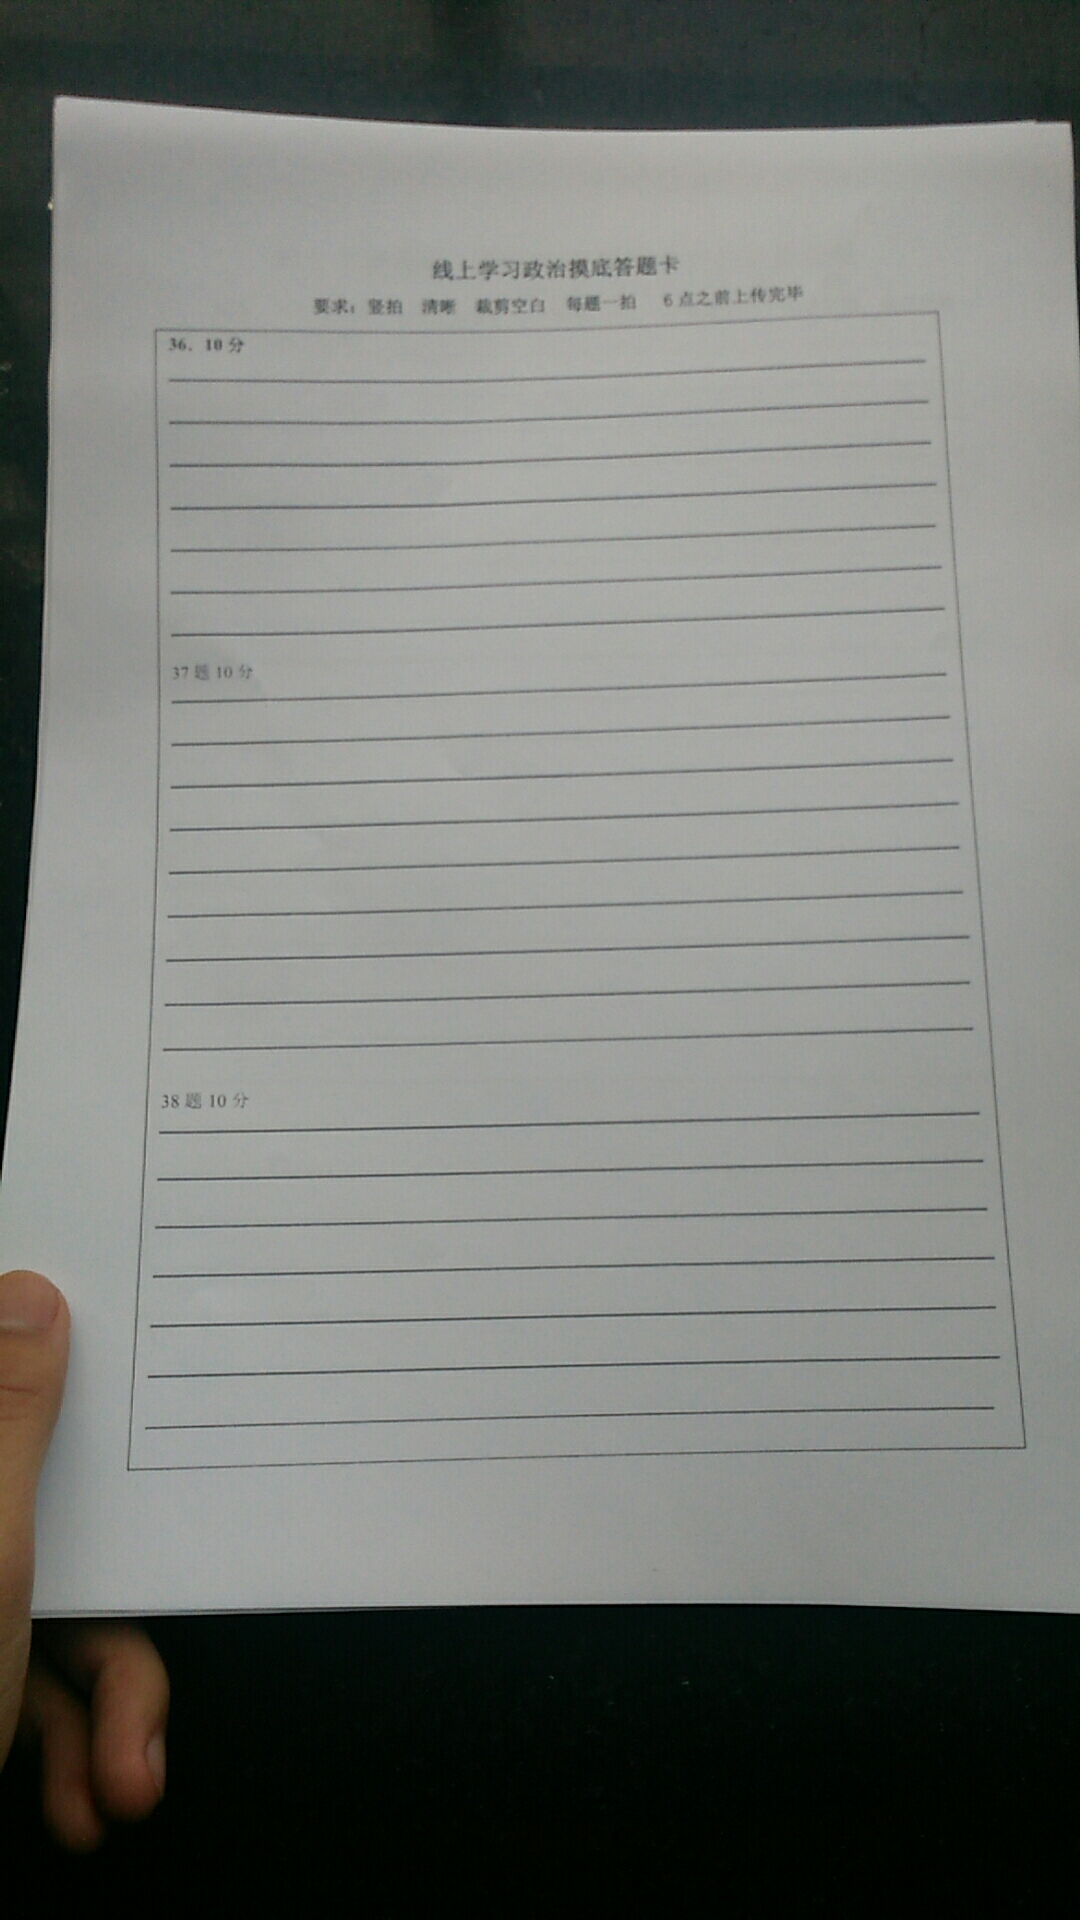 线上学习政治摸底答题卡
要求：竖拍 清晰 裁剪空白 每题一拍 6点之前上传完毕
36．10分
37题10分
38题10分